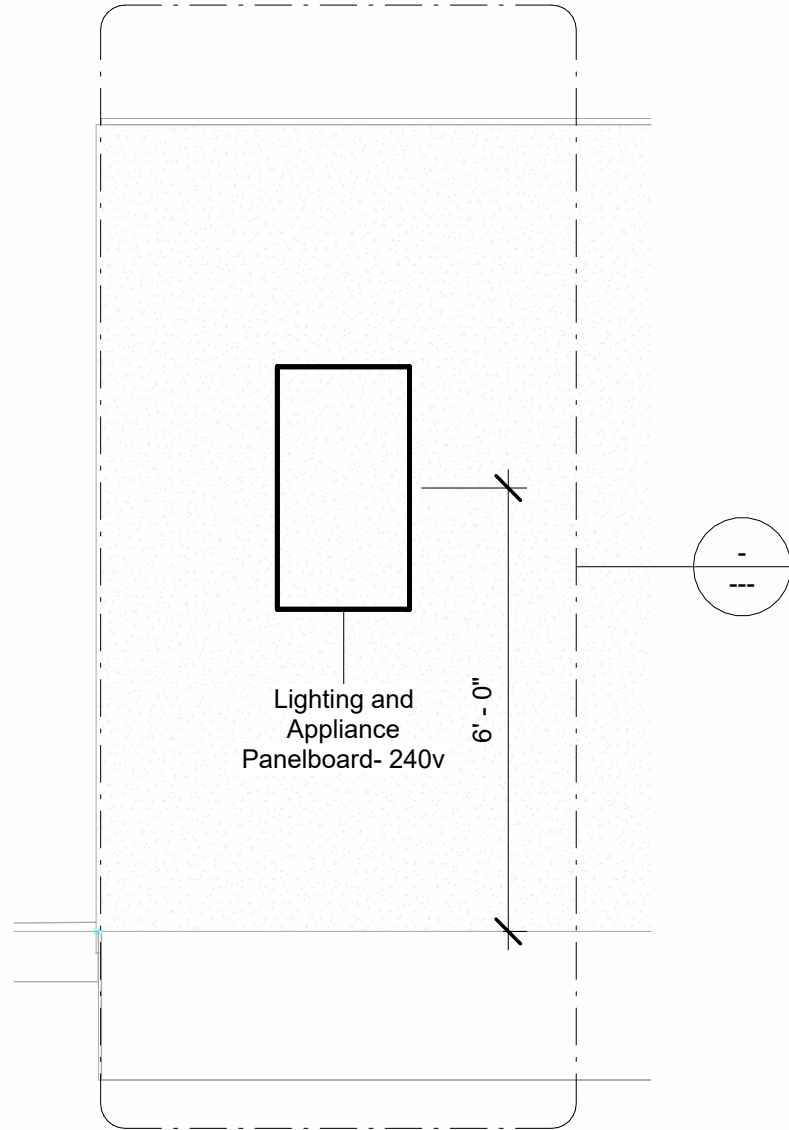 -
---
Lighting and
Appliance
Panelboard- 240v
6' - 0"